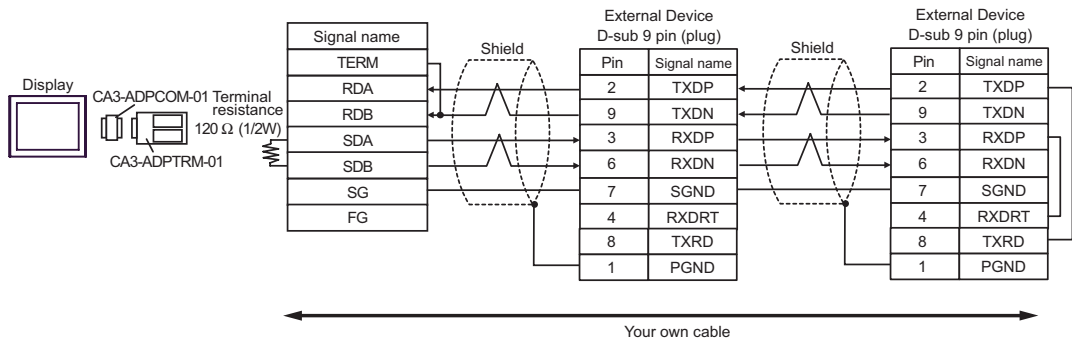 Display
CA3-ADPCOM-01
CA3-ADPTRM-01
Terminal
resistance
120 Ω (1/2W)
Signal name
TERM
RDA
RDB
SDA
SDB
SG
FG
Shield
External Device
D-sub 9 pin (plug)
Pin Signal name
2 TXDP
9 TXDN
3 RXDP
6 RXDN
7 SGND
4 RXDRT
8 TXRD
1 PGND
Shield
External Device
D-sub 9 pin (plug)
Pin Signal name
2 TXDP
9 TXDN
3 RXDP
6 RXDN
7 SGND
4 RXDRT
8 TXRD
1 PGND
Your own cable